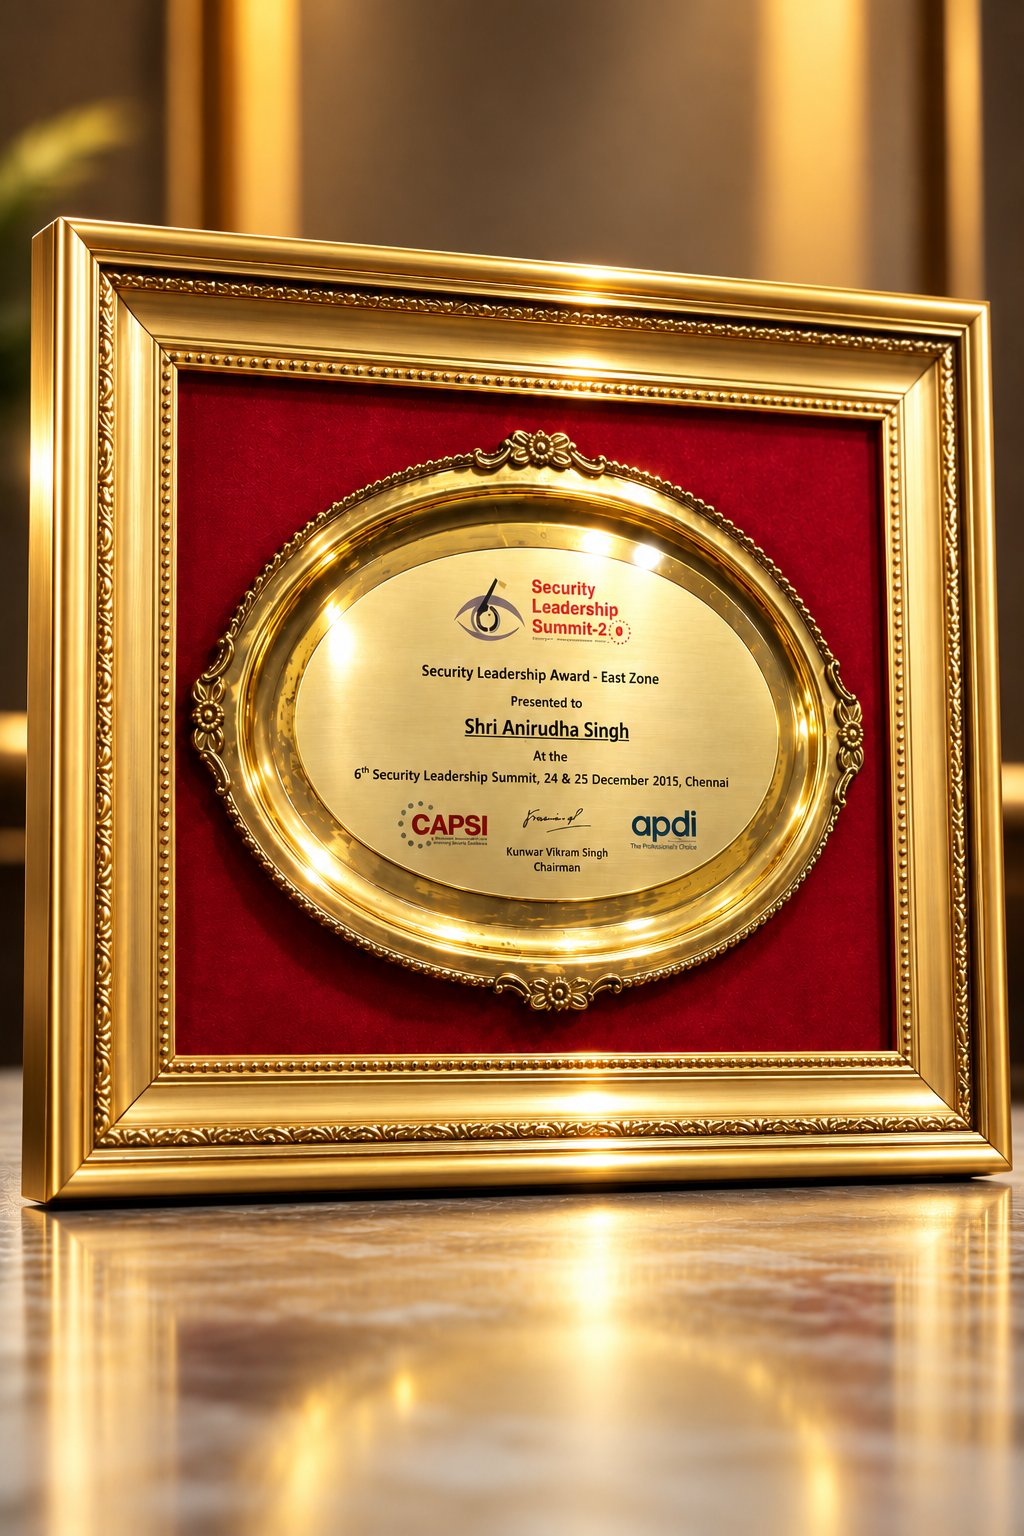 Security
Leadership
Summit-2
Security Leadership Award - East Zone
Presented to
Shri Anirudha Singh
At the
6th Security Leadership Summit, 24 & 25 December 2015, Chennai
CAPSI
apdi
The Professional's Choice
Kunwar Vikram Singh
Chairman